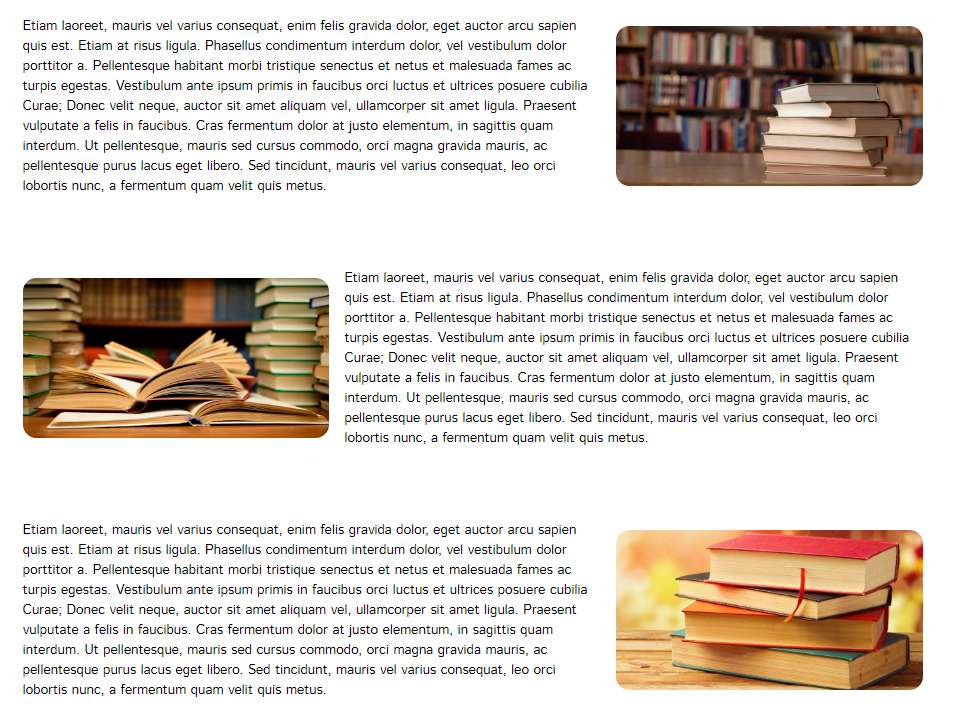 Etiam laoreet, mauris vel varius consequat, enim felis gravida dolor, eget auctor arcu sapien
quis est. Etiam at risus ligula. Phasellus condimentum interdum dolor, vel vestibulum dolor
porttitor a. Pellentesque habitant morbi tristique senectus et netus et malesuada fames ac
turpis egestas. Vestibulum ante ipsum primis in faucibus orci luctus et ultrices posuere cubilia
Curae; Donec velit neque, auctor sit amet aliquam vel, ullamcorper sit amet ligula. Praesent
vulputate a felis in faucibus. Cras fermentum dolor at justo elementum, in sagittis quam
interdum. Ut pellentesque, mauris sed cursus commodo, orci magna gravida mauris, ac
pellentesque purus lacus eget libero. Sed tincidunt, mauris vel varius consequat, leo orci
lobortis nunc, a fermentum quam velit quis metus.
Etiam laoreet, mauris vel varius consequat, enim felis gravida dolor, eget auctor arcu sapien
quis est. Etiam at risus ligula. Phasellus condimentum interdum dolor, vel vestibulum dolor
porttitor a. Pellentesque habitant morbi tristique senectus et netus et malesuada fames ac
turpis egestas. Vestibulum ante ipsum primis in faucibus orci luctus et ultrices posuere cubilia
Curae; Donec velit neque, auctor sit amet aliquam vel, ullamcorper sit amet ligula. Praesent
vulputate a felis in faucibus. Cras fermentum dolor at justo elementum, in sagittis quam
interdum. Ut pellentesque, mauris sed cursus commodo, orci magna gravida mauris, ac
pellentesque purus lacus eget libero. Sed tincidunt, mauris vel varius consequat, leo orci
lobortis nunc, a fermentum quam velit quis metus.
Etiam laoreet, mauris vel varius consequat, enim felis gravida dolor, eget auctor arcu sapien
quis est. Etiam at risus ligula. Phasellus condimentum interdum dolor, vel vestibulum dolor
porttitor a. Pellentesque habitant morbi tristique senectus et netus et malesuada fames ac
turpis egestas. Vestibulum ante ipsum primis in faucibus orci luctus et ultrices posuere cubilia
Curae; Donec velit neque, auctor sit amet aliquam vel, ullamcorper sit amet ligula. Praesent
vulputate a felis in faucibus. Cras fermentum dolor at justo elementum, in sagittis quam
interdum. Ut pellentesque, mauris sed cursus commodo, orci magna gravida mauris, ac
pellentesque purus lacus eget libero. Sed tincidunt, mauris vel varius consequat, leo orci
lobortis nunc, a fermentum quam velit quis metus.